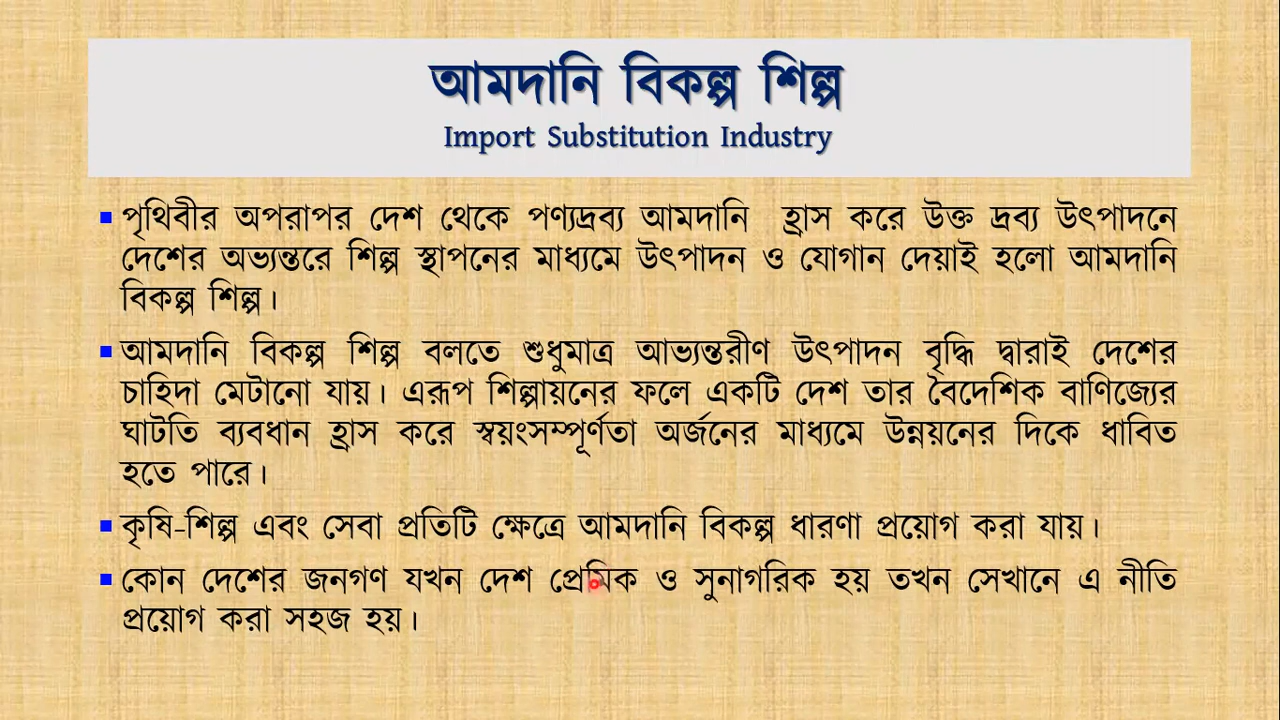 আমদানি বিকল্প শিল্প
Import Substitution Industry
পৃথিবীর অপরাপর দেশ থেকে পণ্যদ্রব্য আমদানি হ্রাস করে উক্ত দ্রব্য উৎপাদনে
দেশের অভ্যন্তরে শিল্প স্থাপনের মাধ্যমে উৎপাদন ও যোগান দেয়াই হলো আমদানি
বিকল্প শিল্প।
আমদানি বিকল্প শিল্প বলতে শুধুমাত্র আভ্যন্তরীণ উৎপাদন বৃদ্ধি দ্বারাই দেশের
চাহিদা মেটানো যায়। এরূপ শিল্পায়নের ফলে একটি দেশ তার বৈদেশিক বাণিজ্যের
ঘাটতি ব্যবধান হ্রাস করে স্বয়ংসম্পূর্ণতা অর্জনের মাধ্যমে উন্নয়নের দিকে ধাবিত
হতে পারে।
কৃষি-শিল্প এবং সেবা প্রতিটি ক্ষেত্রে আমদানি বিকল্প ধারণা প্রয়োগ করা যায়।
কোন দেশের জনগণ যখন দেশ প্রেমিক ও সুনাগরিক হয় তখন সেখানে এ নীতি
প্রয়োগ করা সহজ হয়।